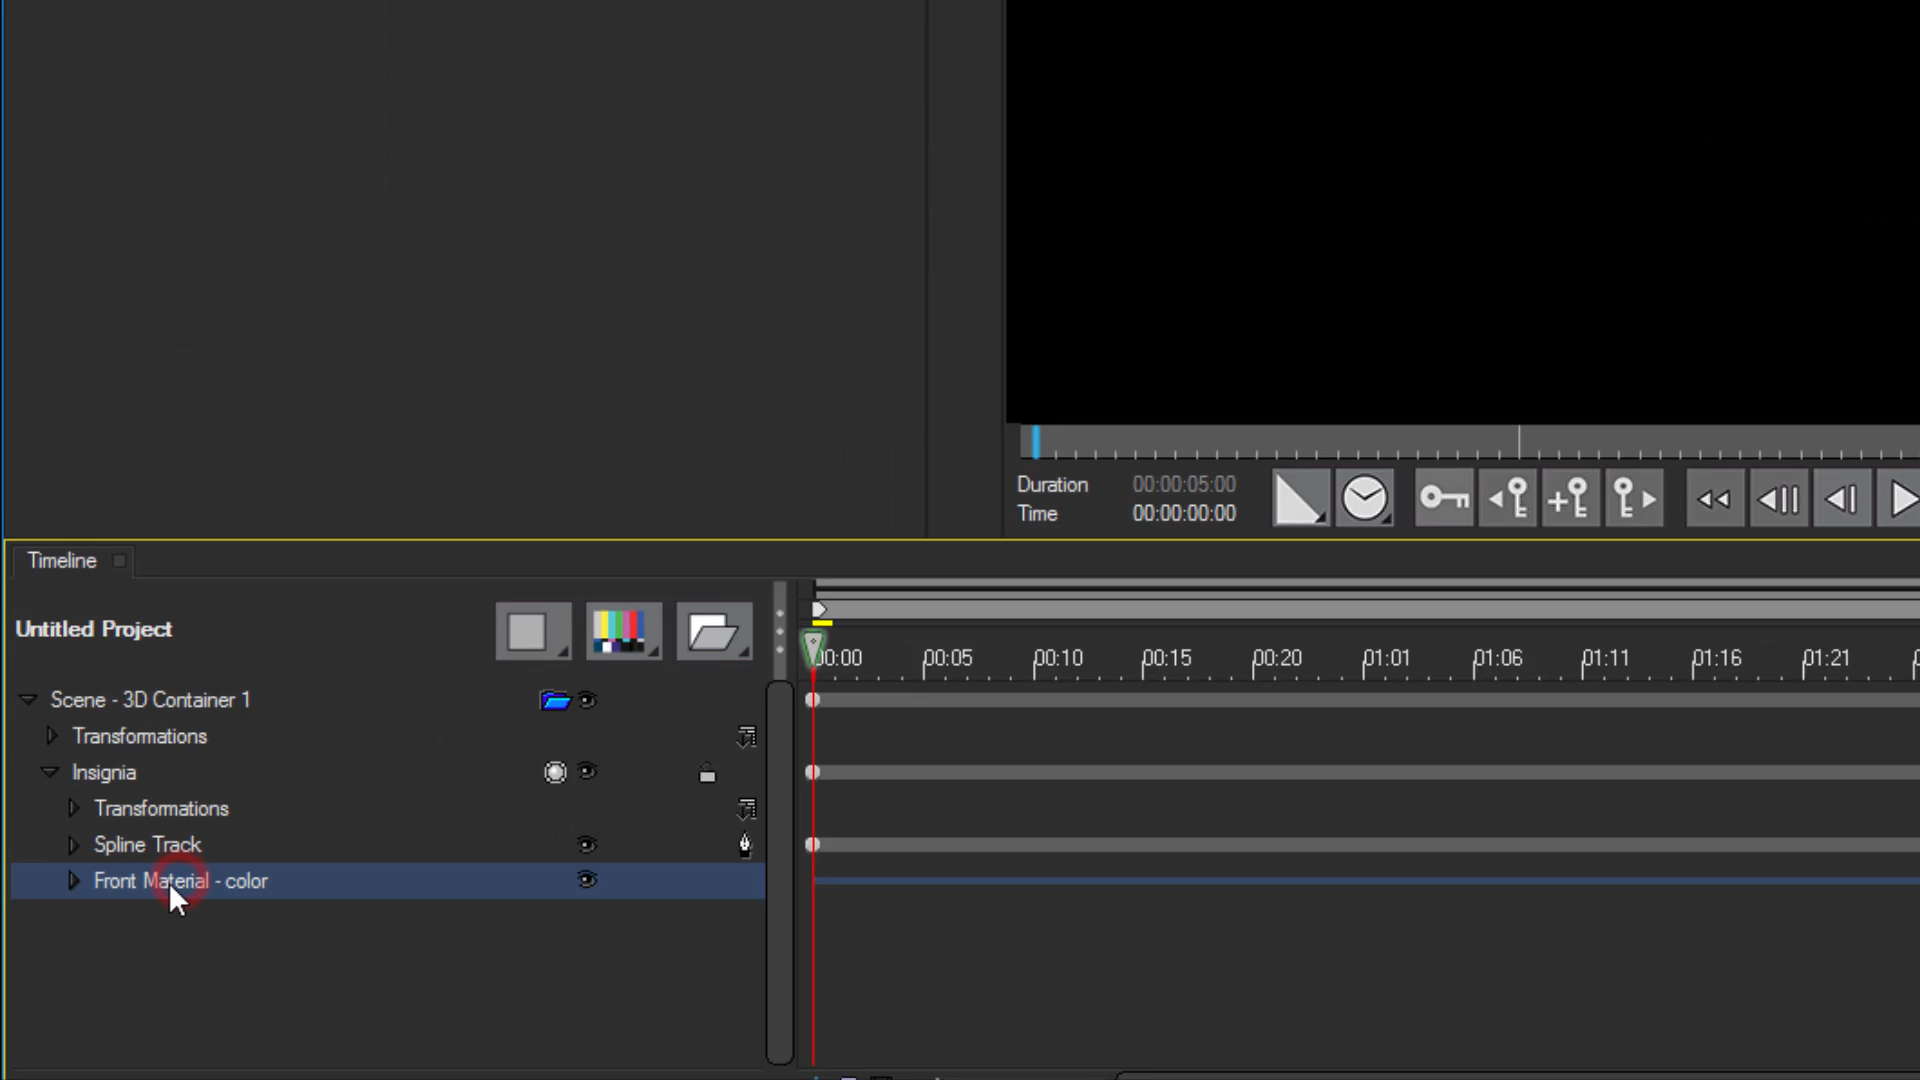 Duration 00:00:05:00
Time 00:00:00:00
Timeline
Untitled Project
00:00 00:05 00:10 00:15 00:20 01:01 01:06 01:11 01:16 01:21
Scene - 3D Container 1
Transformations
Insignia
Transformations
Spline Track
Front Material - color